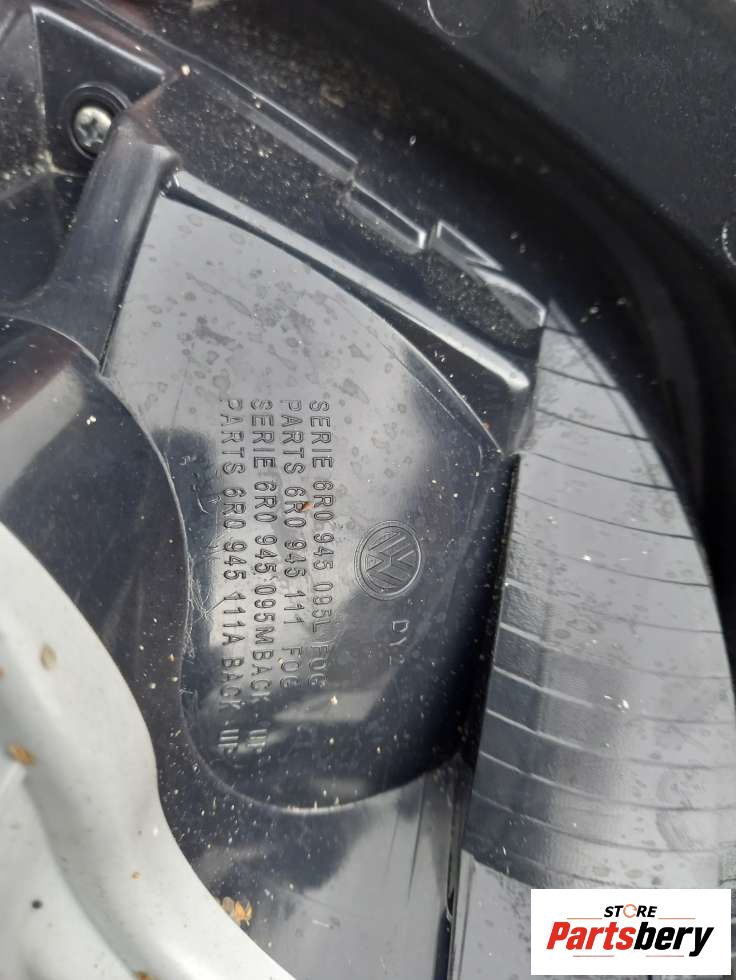 SERIE 6R0 945 095L FOG
PARTS 6R0 945 111 FOG
SERIE 6R0 945 095M BACK - UP
PARTS 6R0 945 111A BACK - UP
VW
STORE
Partsbery